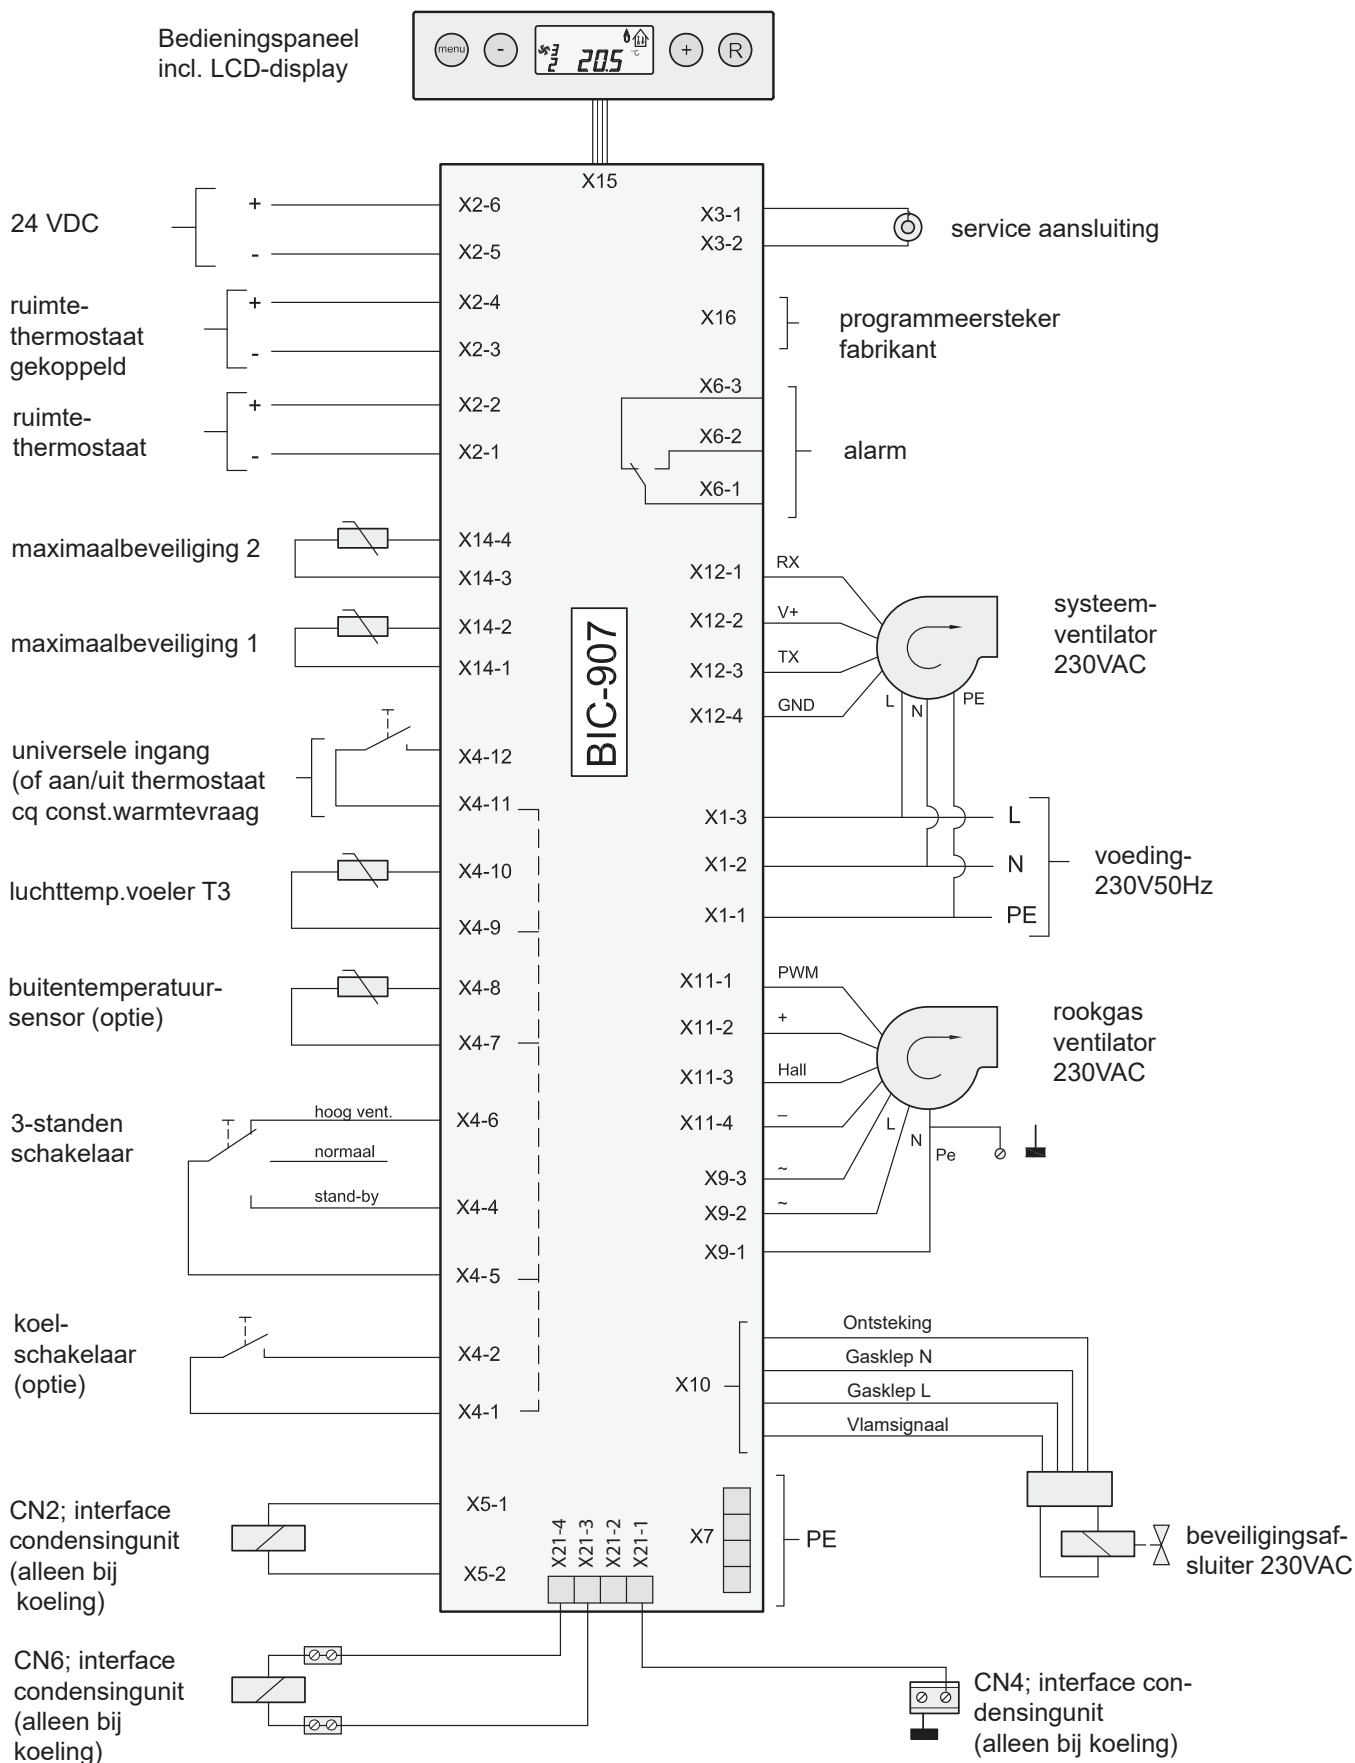 Bedieningspaneel
incl. LCD-display
menu
-
3
2
20.5
°C
+
R
X15
24 VDC
+
-
X2-6
X2-5
ruimte-
thermostaat
gekoppeld
+
-
X2-4
X2-3
ruimte-
thermostaat
+
-
X2-2
X2-1
maximaalbeveiliging 2
X14-4
X14-3
maximaalbeveiliging 1
X14-2
X14-1
universele ingang
(of aan/uit thermostaat
cq const.warmtevraag
X4-12
X4-11
luchttemp.voeler T3
X4-10
X4-9
buitentemperatuur-
sensor (optie)
X4-8
X4-7
3-standen
schakelaar
hoog vent.
normaal
stand-by
X4-6
X4-4
X4-5
koel-
schakelaar
(optie)
X4-2
X4-1
CN2; interface
condensingunit
(alleen bij
koeling)
X5-1
X5-2
CN6; interface
condensingunit
(alleen bij
koeling)
BIC-907
X21-4
X21-3
X21-2
X21-1
X3-1
X3-2
service aansluiting
X16
programmeersteker
fabrikant
X6-3
X6-2
X6-1
alarm
X12-1
X12-2
X12-3
X12-4
RX
V+
TX
GND
L
N
PE
systeem-
ventilator
230VAC
X1-3
X1-2
X1-1
L
N
PE
voeding-
230V50Hz
X11-1
X11-2
X11-3
X11-4
X9-3
X9-2
X9-1
PWM
+
Hall
–
~
~
L
N
Pe
rookgas
ventilator
230VAC
X10
Ontsteking
Gasklep N
Gasklep L
Vlamsignaal
beveiligingsaf-
sluiter 230VAC
X7
PE
CN4; interface con-
densingunit
(alleen bij koeling)